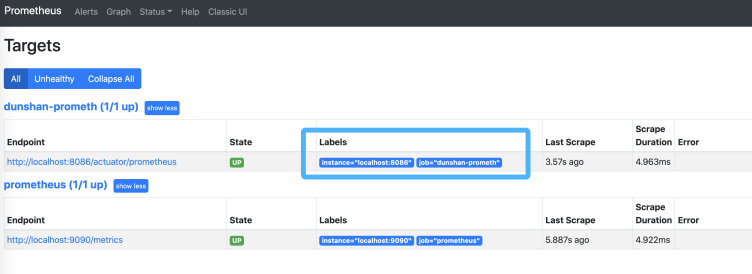 Prometheus Alerts Graph Status Help Classic UI
Targets
All Unhealthy Collapse All
dunshan-prometh (1/1 up) show less
Endpoint State Labels Last Scrape Scrape Duration Error
http://localhost:8086/actuator/prometheus UP instance="localhost:8086" job="dunshan-prometh" 3.57s ago 4.963ms
prometheus (1/1 up) show less
Endpoint State Labels Last Scrape Scrape Duration Error
http://localhost:9090/metrics UP instance="localhost:9090" job="prometheus" 5.887s ago 4.922ms